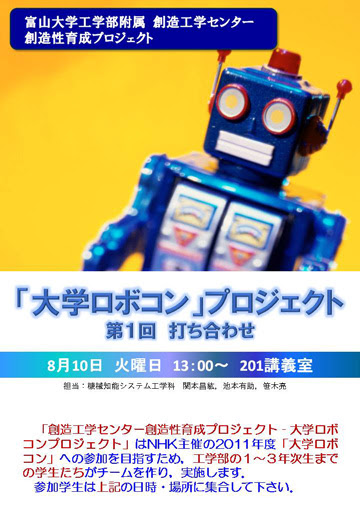 富山大学工学部附属 創造工学センター
創造性育成プロジェクト
「大学ロボコン」プロジェクト
第1回 打ち合わせ
8月10日 火曜日 13:00～ 201講義室
担当：機械知能システム工学科 関本昌紘，池本有助，笹木亮
「創造工学センター創造性育成プロジェクト‐大学ロボ
コンプロジェクト」はNHK主催の2011年度「大学ロボ
コン」への参加を目指すため，工学部の1～3年次生まで
の学生たちがチームを作り，実施します．
参加学生は上記の日時・場所に集合して下さい．